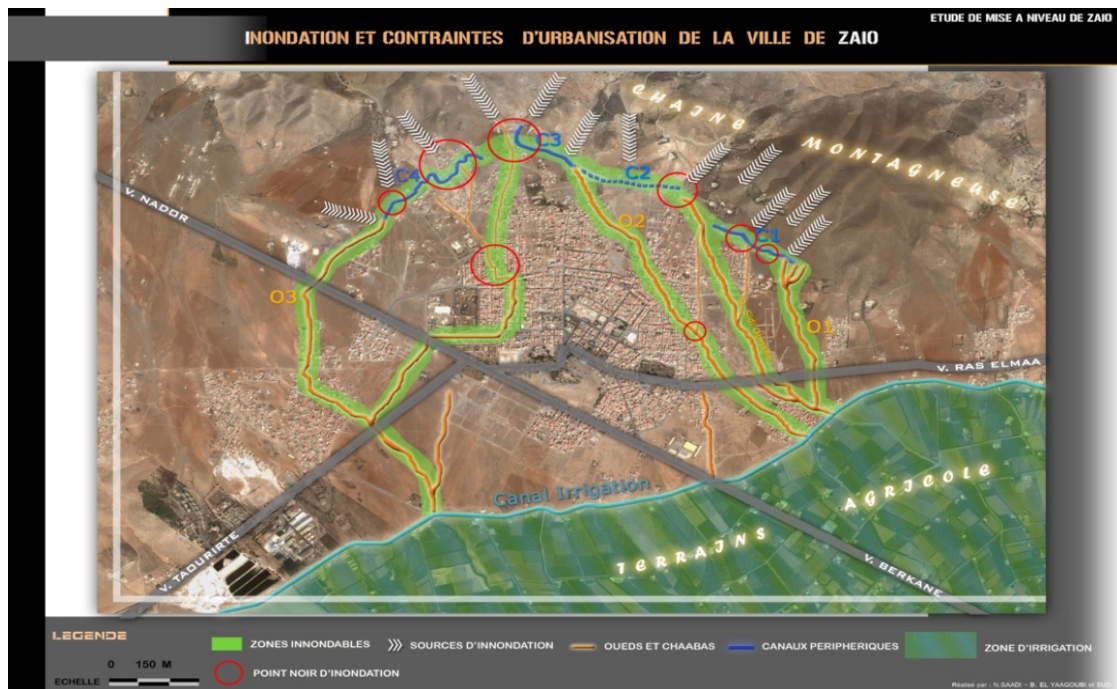 ETUDE DE MISE A NIVEAU DE ZAIO
INONDATION ET CONTRAINTES D'URBANISATION DE LA VILLE DE ZAIO
CHAINE
MONTAGNEUSE
C3
C2
C4
C1
V. NADOR
O2
O3
O1
V. RAS ELMAA
Canal Irrigation
AGRICOLE
TERRAINS
V. TAOURIRTE
V. BERKANE
LEGENDE
ZONES INNONDABLES
SOURCES D'INNONDATION
OUEDS ET CHAABAS
CANAUX PERIPHERIQUES
ZONE D'IRRIGATION
0 150 M
ECHELLE
POINT NOIR D'INONDATION
Réalisé par : N.SAADI - B. EL YAAGOUBI et